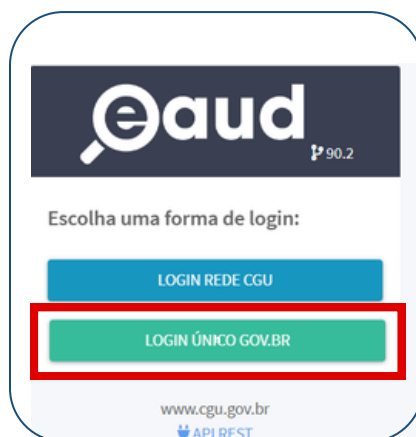 eaud
90.2
Escolha uma forma de login:
LOGIN REDE CGU
LOGIN ÚNICO GOV.BR
www.cgu.gov.br
API REST